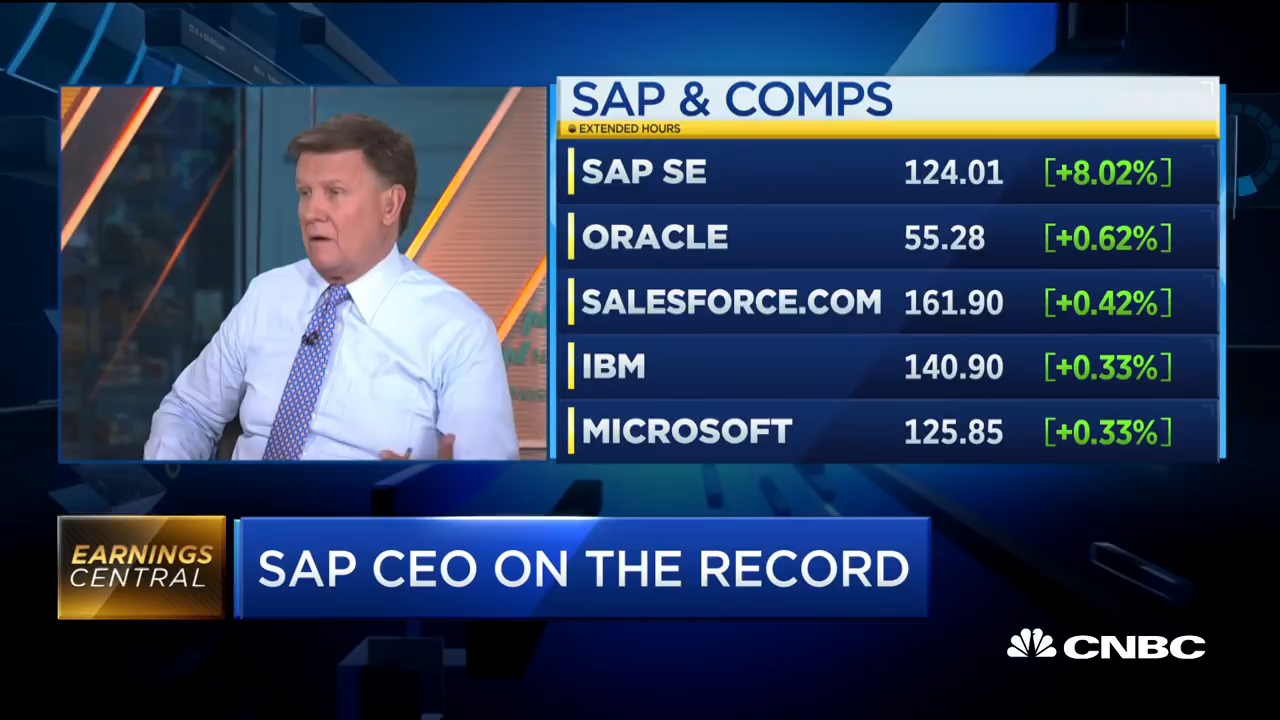 SAP & COMPS
EXTENDED HOURS
SAP SE 124.01 [+8.02%]
ORACLE 55.28 [+0.62%]
SALESFORCE.COM 161.90 [+0.42%]
IBM 140.90 [+0.33%]
MICROSOFT 125.85 [+0.33%]
EARNINGS
CENTRAL
SAP CEO ON THE RECORD
CNBC